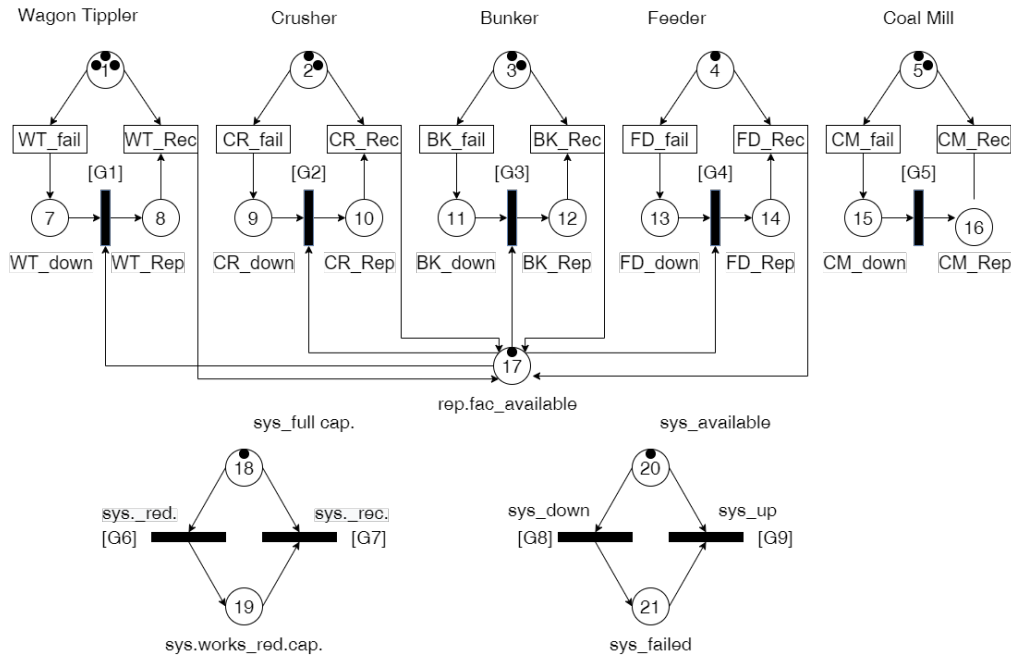 Wagon Tippler
Crusher
Bunker
Feeder
Coal Mill
1
2
3
4
5
WT_fail
WT_Rec
CR_fail
CR_Rec
BK_fail
BK_Rec
FD_fail
FD_Rec
CM_fail
CM_Rec
[G1]
[G2]
[G3]
[G4]
[G5]
7
8
9
10
11
12
13
14
15
16
WT_down
WT_Rep
CR_down
CR_Rep
BK_down
BK_Rep
FD_down
FD_Rep
CM_down
CM_Rep
17
rep.fac_available
sys_full cap.
sys_available
18
20
sys._red.
sys._rec.
sys_down
sys_up
[G6]
[G7]
[G8]
[G9]
19
21
sys.works_red.cap.
sys_failed